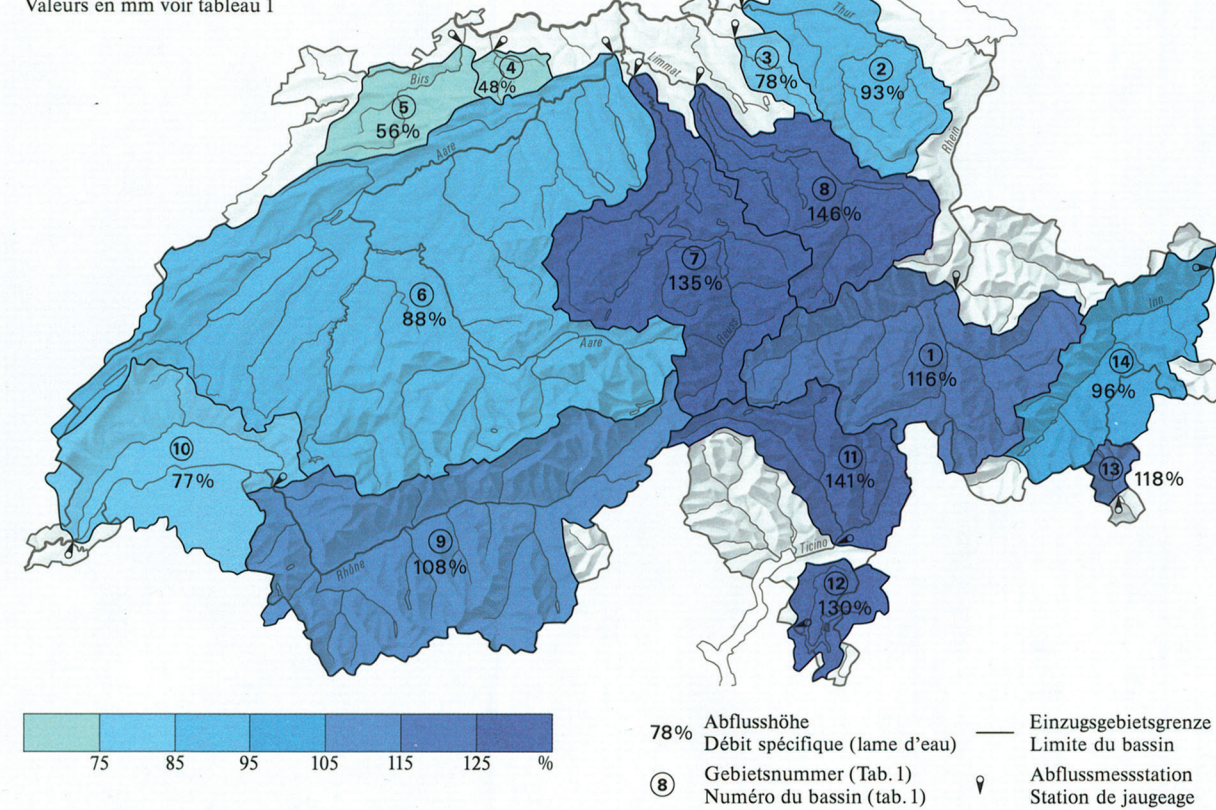 Valeurs en mm voir tableau 1
Thur
Birs
4
48%
Limmat
3
78%
2
93%
5
56%
Aare
Rhein
8
146%
7
135%
6
88%
Inn
Aare
Reuss
1
116%
14
96%
10
77%
11
141%
13
118%
9
108%
Rhône
Ticino
12
130%
75 85 95 105 115 125 %
78% Abflusshöhe
Débit spécifique (lame d'eau)
Einzugsgebietsgrenze
Limite du bassin
8 Gebietsnummer (Tab. 1)
Numéro du bassin (tab. 1)
Abflussmessstation
Station de jaugeage